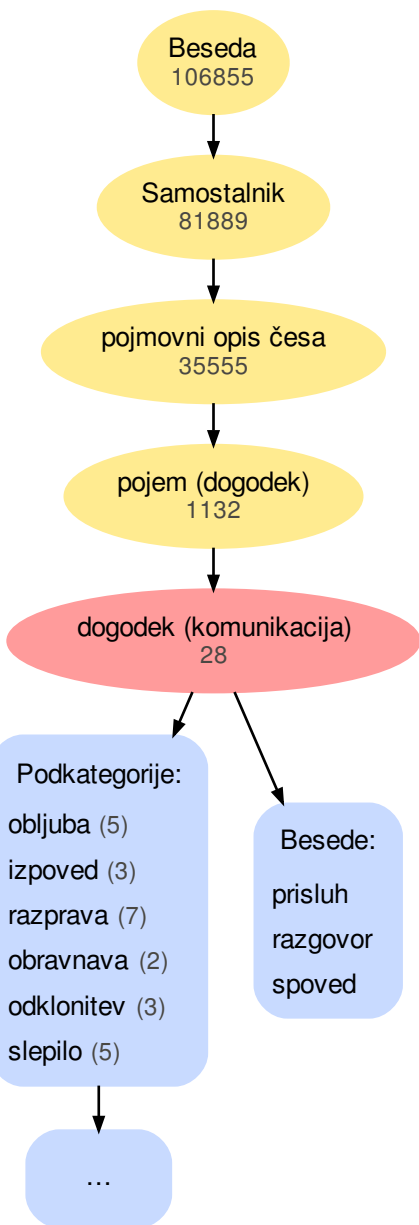 Beseda
106855
Samostalnik
81889
pojmovni opis česa
35555
pojem (dogodek)
1132
dogodek (komunikacija)
28
Podkategorije:
obljuba (5)
izpoved (3)
razprava (7)
obravnava (2)
odklonitev (3)
slepilo (5)
Besede:
prisluh
razgovor
spoved
...